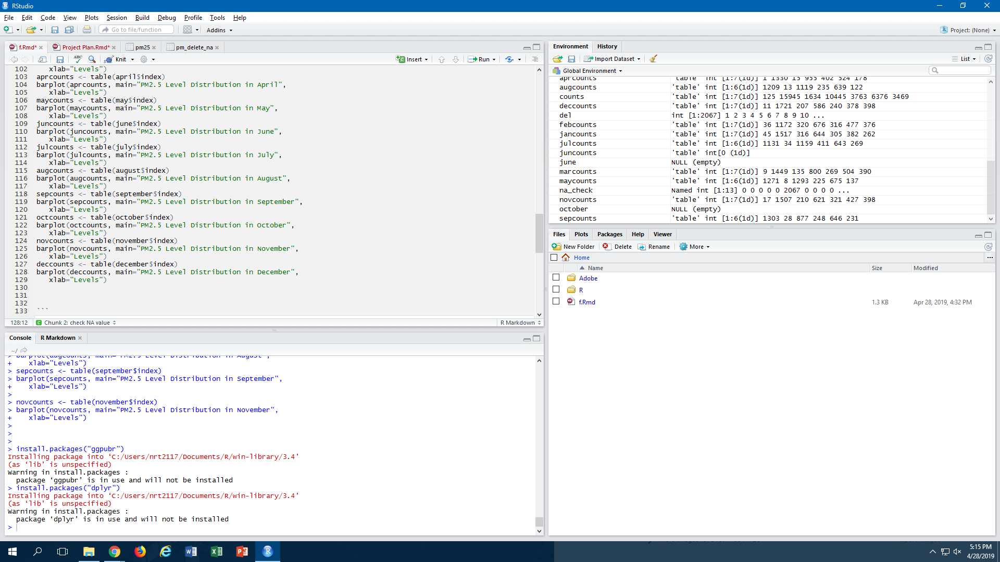 RStudio
File Edit Code View Plots Session Build Debug Profile Tools Help
Go to file/function Addins Project: (None)
f.Rmd* Project Plan.Rmd* pm25 pm_delete_na
ABC Knit Insert Run
102 xlab="Levels")
103 aprcounts <- table(april$index)
104 barplot(aprcounts, main="PM2.5 Level Distribution in April",
105 xlab="Levels")
106 maycounts <- table(may$index)
107 barplot(maycounts, main="PM2.5 Level Distribution in May",
108 xlab="Levels")
109 juncounts <- table(june$index)
110 barplot(juncounts, main="PM2.5 Level Distribution in June",
111 xlab="Levels")
112 julcounts <- table(july$index)
113 barplot(julcounts, main="PM2.5 Level Distribution in July",
114 xlab="Levels")
115 augcounts <- table(august$index)
116 barplot(augcounts, main="PM2.5 Level Distribution in August",
117 xlab="Levels")
118 sepcounts <- table(september$index)
119 barplot(sepcounts, main="PM2.5 Level Distribution in September",
120 xlab="Levels")
121 octcounts <- table(october$index)
122 barplot(octcounts, main="PM2.5 Level Distribution in October",
123 xlab="Levels")
124 novcounts <- table(november$index)
125 barplot(novcounts, main="PM2.5 Level Distribution in November",
126 xlab="Levels")
127 deccounts <- table(december$index)
128 barplot(deccounts, main="PM2.5 Level Distribution in December",
129 xlab="Levels")
130
131
132
133 ```
128:12 Chunk 2: check NA value R Markdown
Console R Markdown
~/
> barplot(augcounts, main="PM2.5 Level Distribution in August",
+ xlab="Levels")
> sepcounts <- table(september$index)
> barplot(sepcounts, main="PM2.5 Level Distribution in September",
+ xlab="Levels")
>
> novcounts <- table(november$index)
> barplot(novcounts, main="PM2.5 Level Distribution in November",
+ xlab="Levels")
>
>
>
> install.packages("ggpubr")
Installing package into ‘C:/Users/nrt2117/Documents/R/win-library/3.4’
(as ‘lib’ is unspecified)
Warning in install.packages :
package ‘ggpubr’ is in use and will not be installed
> install.packages("dplyr")
Installing package into ‘C:/Users/nrt2117/Documents/R/win-library/3.4’
(as ‘lib’ is unspecified)
Warning in install.packages :
package ‘dplyr’ is in use and will not be installed
>
Environment History
Import Dataset List
Global Environment
aprcounts 'table' int [1:7(1d)] 1 1330 15 955 402 524 178
augcounts 'table' int [1:6(1d)] 1209 13 1119 235 639 122
counts 'table' int [1:7(1d)] 125 15945 1634 10445 3763 6376 3469
deccounts 'table' int [1:7(1d)] 11 1721 207 586 240 378 398
del int [1:2067] 1 2 3 4 5 6 7 8 9 10 ...
febcounts 'table' int [1:7(1d)] 36 1172 320 676 316 477 376
jancounts 'table' int [1:7(1d)] 45 1517 316 644 305 382 262
julcounts 'table' int [1:6(1d)] 1131 34 1159 411 643 269
juncounts 'table' int[0 (1d)]
june NULL (empty)
marcounts 'table' int [1:7(1d)] 9 1449 135 800 269 504 390
maycounts 'table' int [1:6(1d)] 1271 8 1293 225 675 137
na_check Named int [1:13] 0 0 0 0 0 2067 0 0 0 0 ...
novcounts 'table' int [1:7(1d)] 17 1507 210 621 321 427 398
october NULL (empty)
sepcounts 'table' int [1:6(1d)] 1303 28 877 248 646 231
Files Plots Packages Help Viewer
New Folder Delete Rename More
Home ...
Name Size Modified
Adobe
R
f.Rmd 1.3 KB Apr 28, 2019, 4:32 PM
5:15 PM
4/28/2019